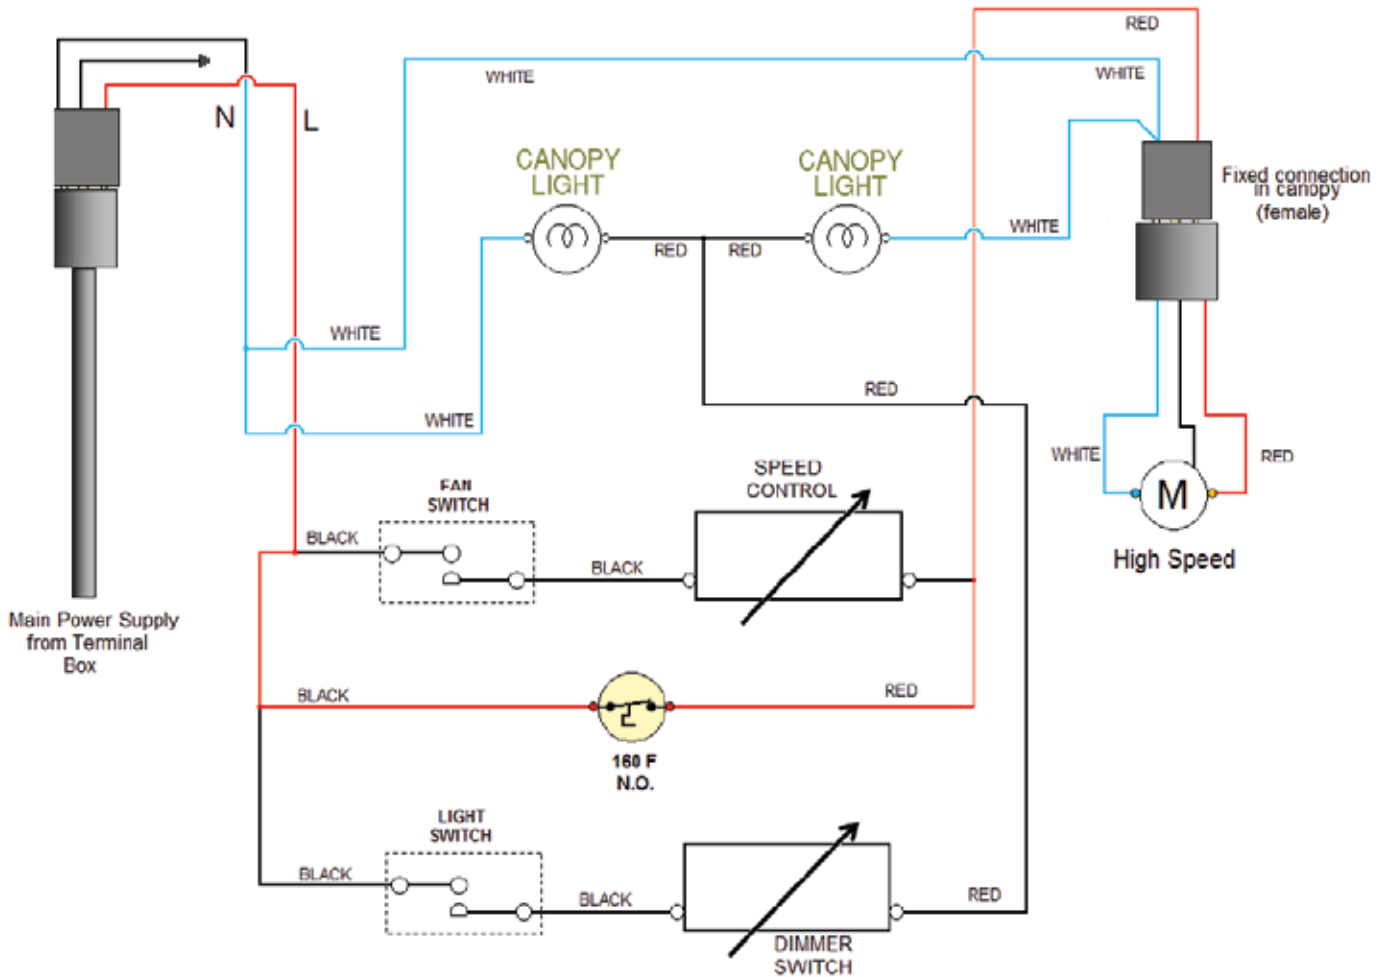 RED
WHITE
WHITE
N
L
CANOPY
LIGHT
CANOPY
LIGHT
Fixed connection
in canopy
(female)
RED
RED
WHITE
WHITE
RED
WHITE
WHITE
RED
M
High Speed
FAN
SWITCH
SPEED
CONTROL
BLACK
BLACK
Main Power Supply
from Terminal
Box
BLACK
RED
160 F
N.O.
LIGHT
SWITCH
BLACK
BLACK
RED
DIMMER
SWITCH